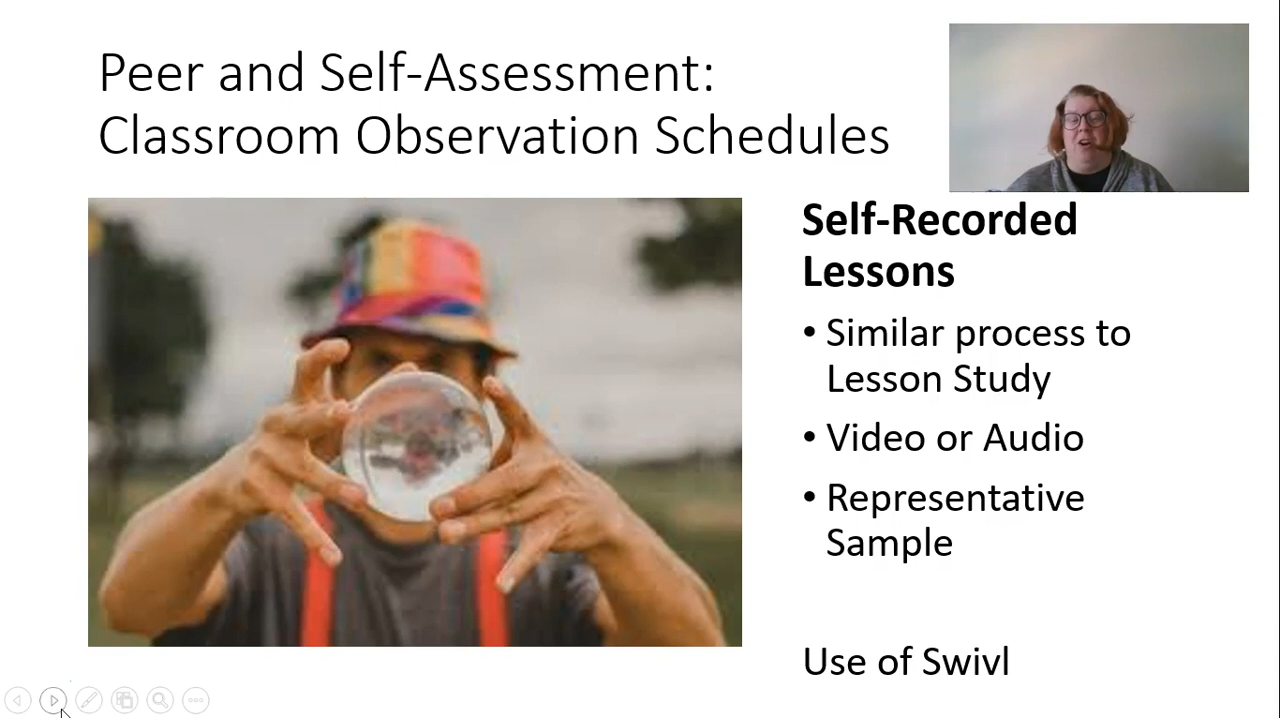 Peer and Self-Assessment:
Classroom Observation Schedules
Self-Recorded
Lessons
• Similar process to
Lesson Study
• Video or Audio
• Representative
Sample
Use of Swivl